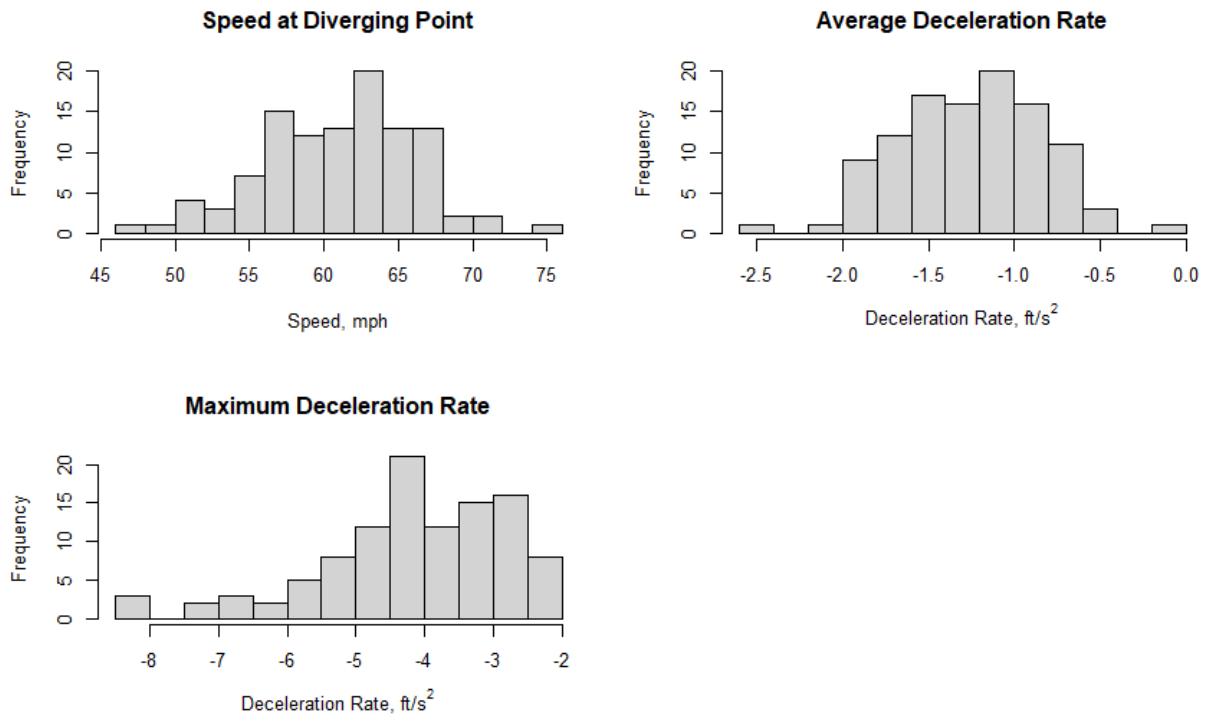 Speed at Diverging Point
Frequency
20
15
10
5
0
45 50 55 60 65 70 75
Speed, mph
Average Deceleration Rate
Frequency
20
15
10
5
0
-2.5 -2.0 -1.5 -1.0 -0.5 0.0
Deceleration Rate, ft/s²
Maximum Deceleration Rate
Frequency
20
15
10
5
0
-8 -7 -6 -5 -4 -3 -2
Deceleration Rate, ft/s²